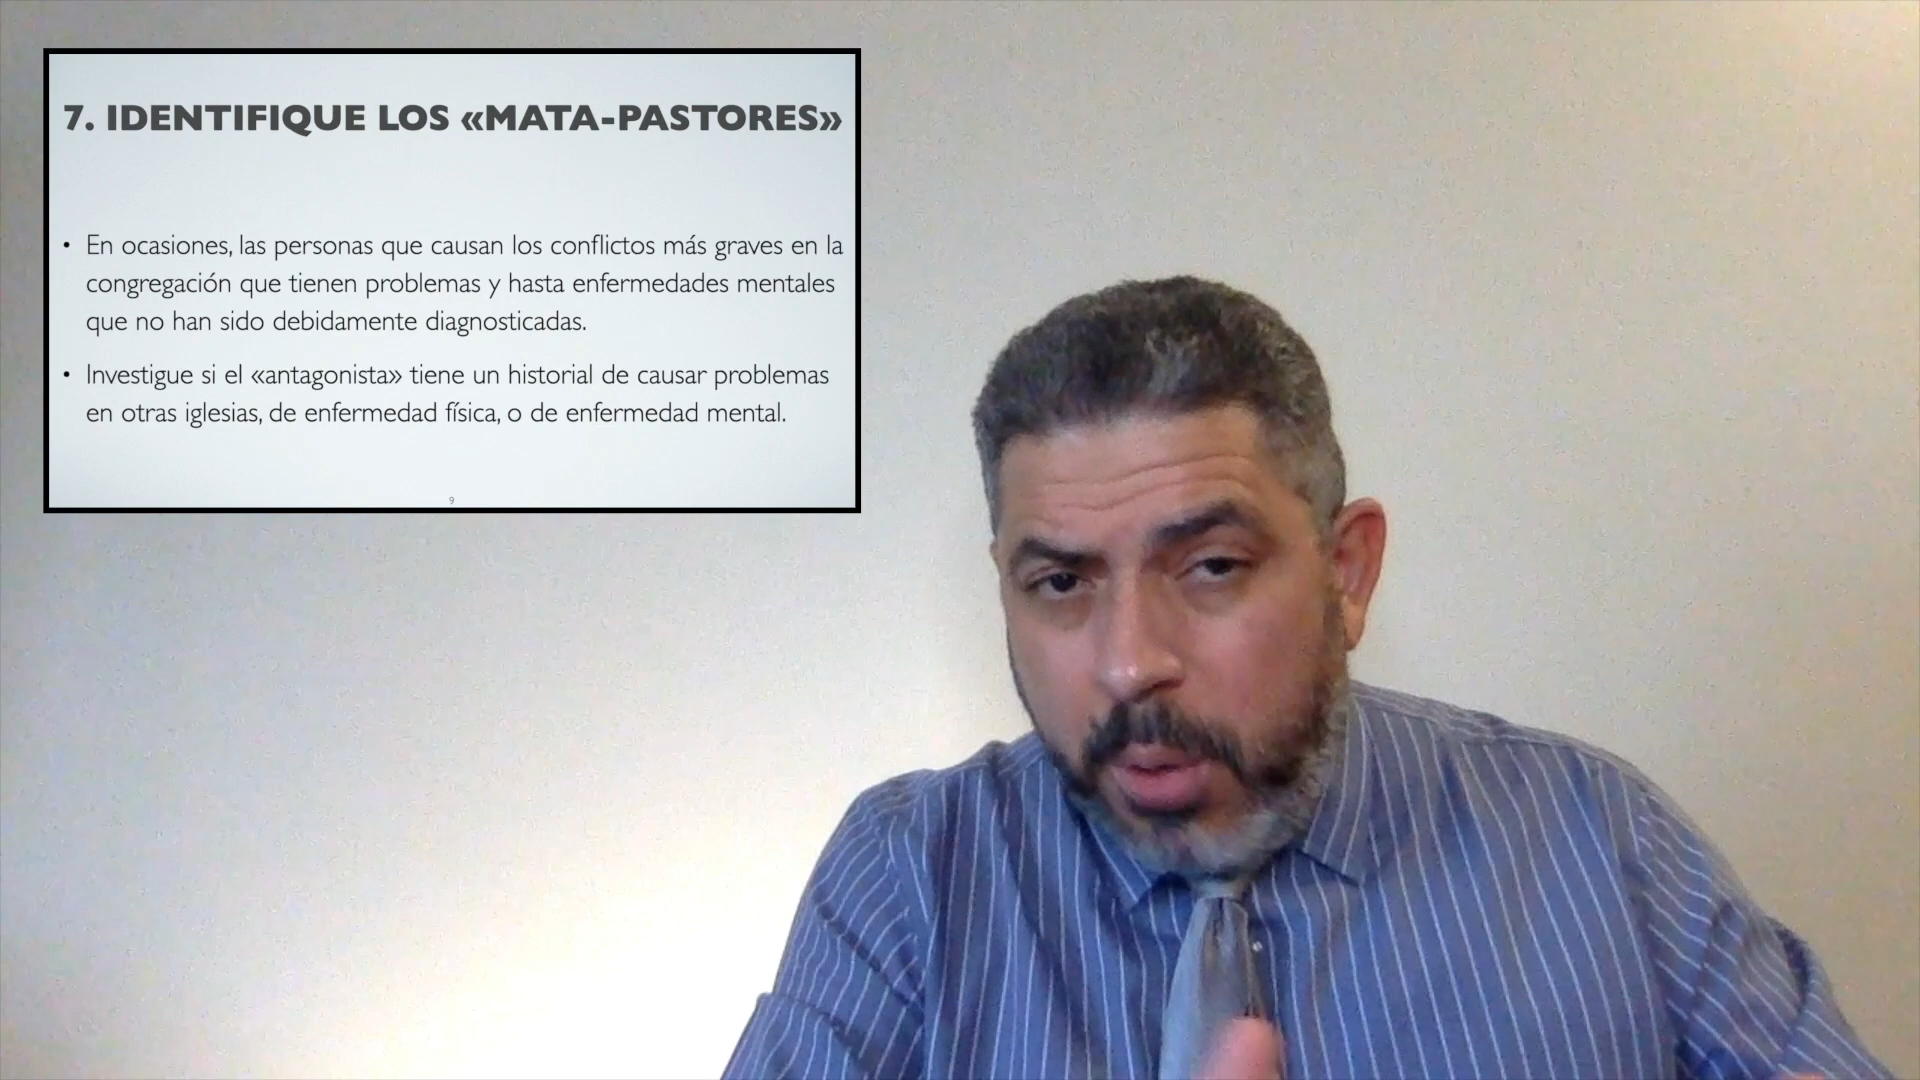 7. IDENTIFIQUE LOS «MATA-PASTORES»
• En ocasiones, las personas que causan los conflictos más graves en la
congregación que tienen problemas y hasta enfermedades mentales
que no han sido debidamente diagnosticadas.
• Investigue si el «antagonista» tiene un historial de causar problemas
en otras iglesias, de enfermedad física, o de enfermedad mental.
9